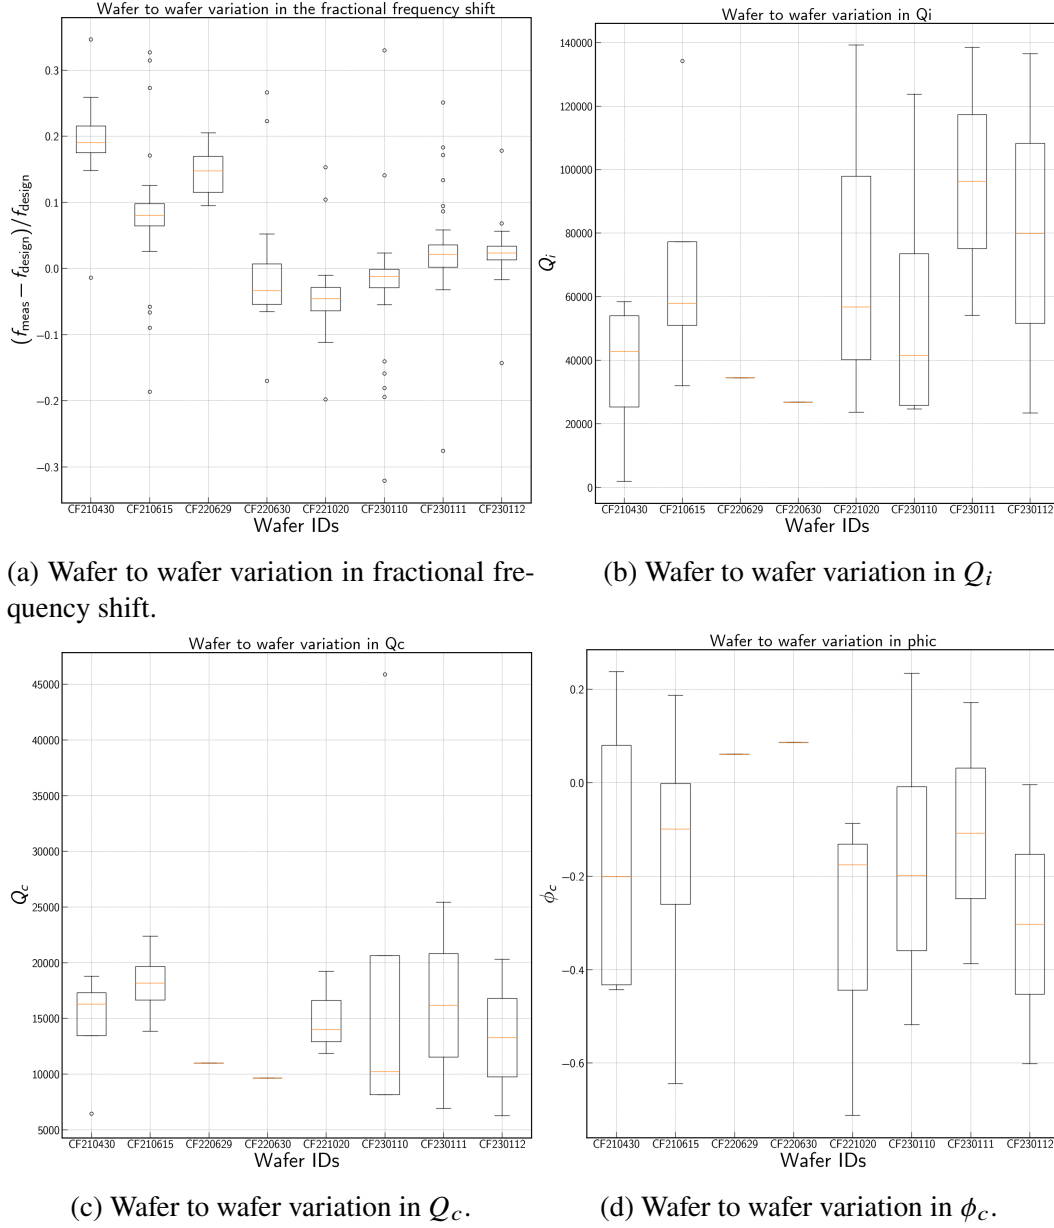 Wafer to wafer variation in the fractional frequency shift
0.3
0.2
0.1
0.0
−0.1
−0.2
−0.3
(f_meas − f_design)/f_design
CF210430 CF210615 CF220629 CF220630 CF221020 CF230110 CF230111 CF230112
Wafer IDs
Wafer to wafer variation in Qi
140000
120000
100000
80000
60000
40000
20000
0
Q_i
CF210430 CF210615 CF220629 CF220630 CF221020 CF230110 CF230111 CF230112
Wafer IDs
(a) Wafer to wafer variation in fractional fre-
quency shift.
(b) Wafer to wafer variation in Q_i
Wafer to wafer variation in Qc
45000
40000
35000
30000
25000
20000
15000
10000
5000
Q_c
CF210430 CF210615 CF220629 CF220630 CF221020 CF230110 CF230111 CF230112
Wafer IDs
Wafer to wafer variation in phic
0.2
0.0
−0.2
−0.4
−0.6
ϕ_c
CF210430 CF210615 CF220629 CF220630 CF221020 CF230110 CF230111 CF230112
Wafer IDs
(c) Wafer to wafer variation in Q_c.
(d) Wafer to wafer variation in ϕ_c.